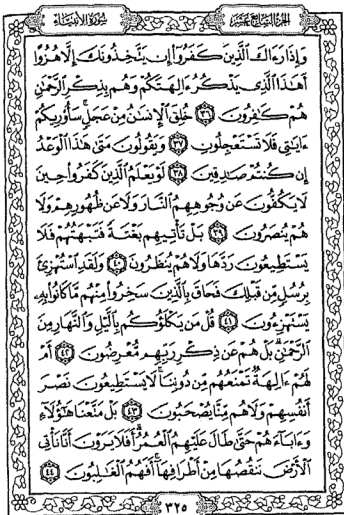 الجزء السابع عشر
سورة الأنبياء
وَإِذَا رَءَاكَ ٱلَّذِينَ كَفَرُوٓا۟ إِن يَتَّخِذُونَكَ إِلَّا هُزُوًا
أَهَٰذَا ٱلَّذِى يَذْكُرُ ءَالِهَتَكُمْ وَهُم بِذِكْرِ ٱلرَّحْمَٰنِ
هُمْ كَٰفِرُونَ ٣٦ خُلِقَ ٱلْإِنسَٰنُ مِنْ عَجَلٍ سَأُو۟رِيكُمْ
ءَايَٰتِى فَلَا تَسْتَعْجِلُونِ ٣٧ وَيَقُولُونَ مَتَىٰ هَٰذَا ٱلْوَعْدُ
إِن كُنتُمْ صَٰدِقِينَ ٣٨ لَوْ يَعْلَمُ ٱلَّذِينَ كَفَرُوا۟ حِينَ
لَا يَكُفُّونَ عَن وُجُوهِهِمُ ٱلنَّارَ وَلَا عَن ظُهُورِهِمْ وَلَا
هُمْ يُنصَرُونَ ٣٩ بَلْ تَأْتِيهِم بَغْتَةً فَتَبْهَتُهُمْ فَلَا
يَسْتَطِيعُونَ رَدَّهَا وَلَا هُمْ يُنظَرُونَ ٤٠ وَلَقَدِ ٱسْتُهْزِئَ
بِرُسُلٍ مِّن قَبْلِكَ فَحَاقَ بِٱلَّذِينَ سَخِرُوا۟ مِنْهُم مَّا كَانُوا۟ بِهِۦ
يَسْتَهْزِءُونَ ٤١ قُلْ مَن يَكْلَؤُكُم بِٱلَّيْلِ وَٱلنَّهَارِ مِنَ
ٱلرَّحْمَٰنِ بَلْ هُمْ عَن ذِكْرِ رَبِّهِم مُّعْرِضُونَ ٤٢ أَمْ
لَهُمْ ءَالِهَةٌ تَمْنَعُهُم مِّن دُونِنَا لَا يَسْتَطِيعُونَ نَصْرَ
أَنفُسِهِمْ وَلَا هُم مِّنَّا يُصْحَبُونَ ٤٣ بَلْ مَتَّعْنَا هَٰٓؤُلَآءِ
وَءَابَآءَهُمْ حَتَّىٰ طَالَ عَلَيْهِمُ ٱلْعُمُرُ أَفَلَا يَرَوْنَ أَنَّا نَأْتِى
ٱلْأَرْضَ نَنقُصُهَا مِنْ أَطْرَافِهَآ أَفَهُمُ ٱلْغَٰلِبُونَ ٤٤
٣٢٥